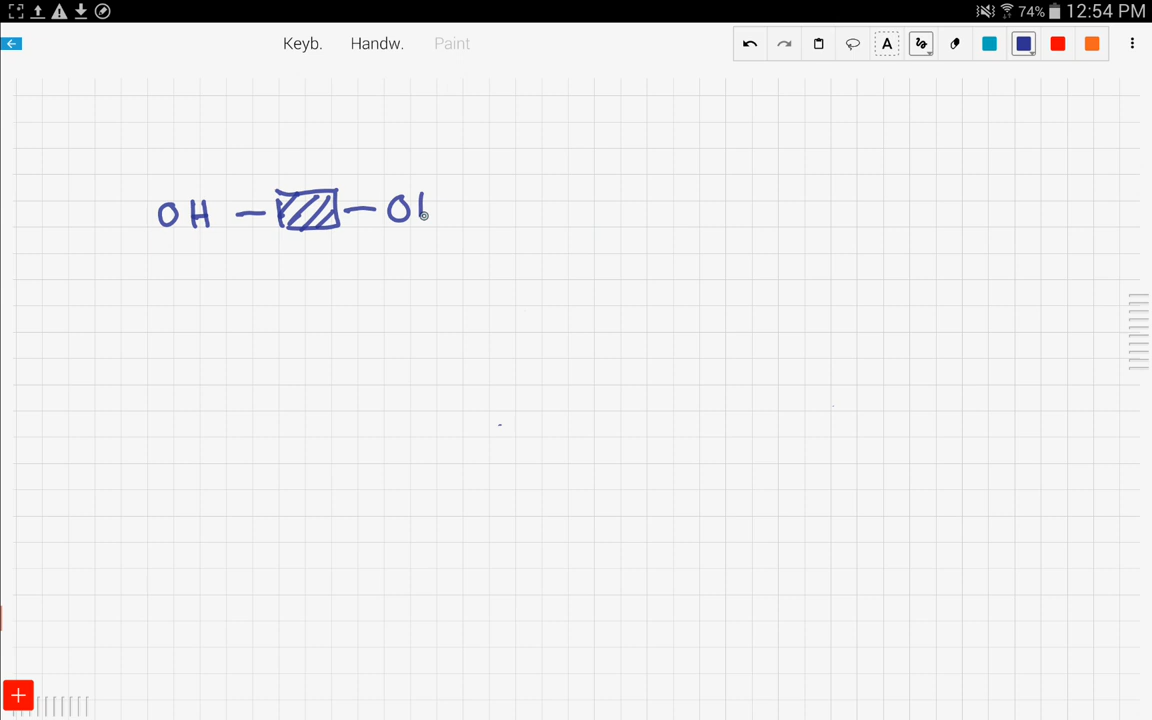 74% 12:54 PM
Keyb. Handw. Paint A
OH — — O